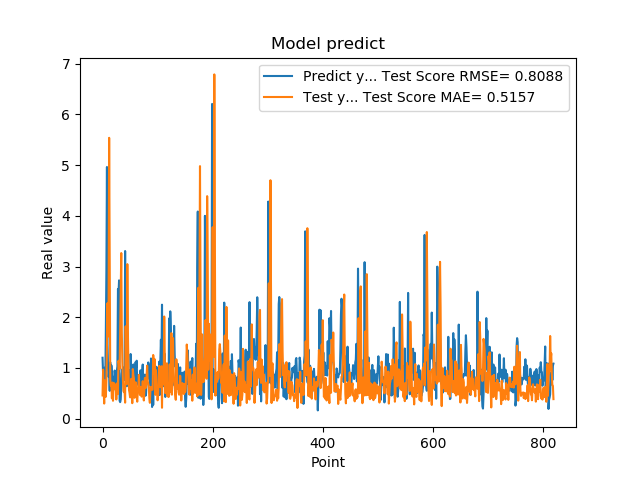 Model predict
Predict y... Test Score RMSE= 0.8088
Test y... Test Score MAE= 0.5157
7
6
5
4
3
2
1
0
Real value
0 200 400 600 800
Point